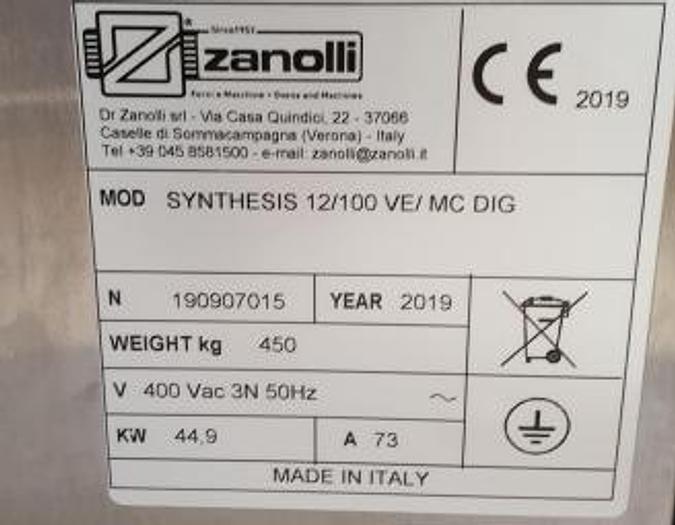 Since 1951
zanolli
Forni e Macchine • Ovens and Machines
CE 2019
Dr Zanolli srl - Via Casa Quindici, 22 - 37066
Caselle di Sommacampagna (Verona) - Italy
Tel +39 045 8581500 - e-mail: zanolli@zanolli.it
MOD SYNTHESIS 12/100 VE/ MC DIG
N 190907015 YEAR 2019
WEIGHT kg 450
V 400 Vac 3N 50Hz ~
KW 44,9 A 73
MADE IN ITALY